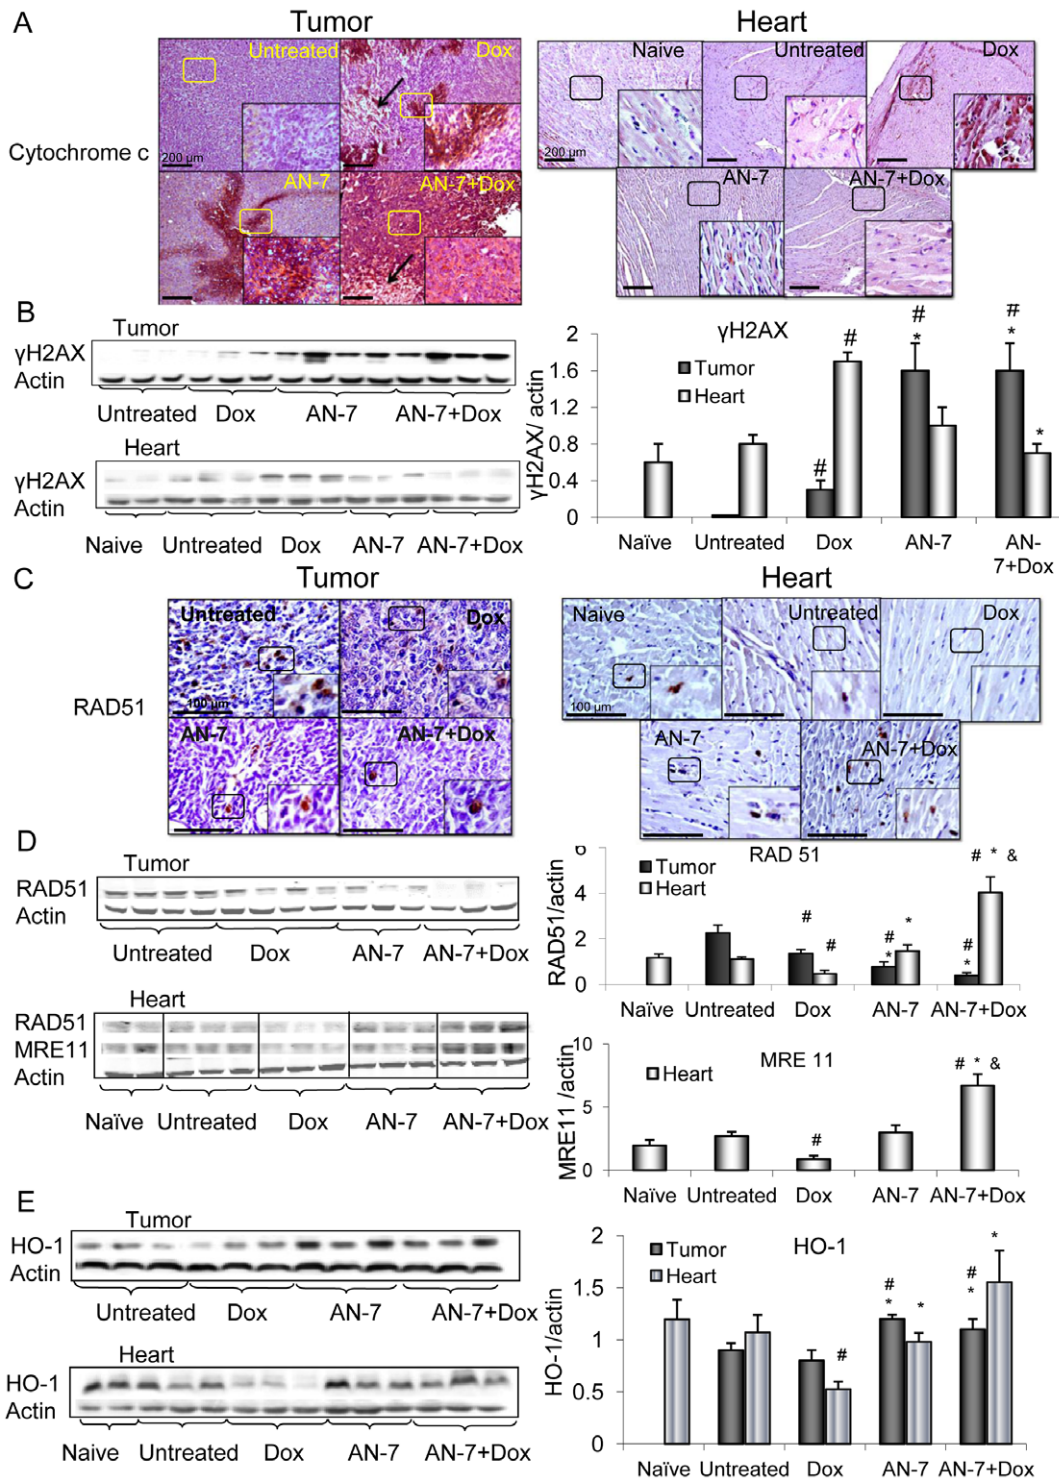 A
Tumor
Heart
Untreated
Dox
Naive
Untreated
Dox
Cytochrome c
200 µm
200 µm
AN-7
AN-7+Dox
AN-7
AN-7+Dox
B
Tumor
γH2AX
Actin
Untreated
Dox
AN-7
AN-7+Dox
Heart
γH2AX
Actin
Naive
Untreated
Dox
AN-7
AN-7+Dox
γH2AX
Tumor
Heart
γH2AX/ actin
2
1.6
1.2
0.8
0.4
0
#
#
#
*
#
*
*
Naïve
Untreated
Dox
AN-7
AN-
7+Dox
C
Tumor
Heart
Untreated
Dox
Naive
Untreated
Dox
RAD51
100 µm
100 µm
AN-7
AN-7+Dox
AN-7
AN-7+Dox
D
Tumor
RAD51
Actin
Untreated
Dox
AN-7
AN-7+Dox
RAD 51
Tumor
Heart
RAD51/actin
6
4
2
0
#
#
#
*
*
#
*
# * &
Naïve
Untreated
Dox
AN-7
AN-7+Dox
Heart
RAD51
MRE11
Actin
Naïve
Untreated
Dox
AN-7
AN-7+Dox
MRE 11
Heart
MRE11 /actin
10
5
0
#
# * &
Naïve
Untreated
Dox
AN-7
AN-7+Dox
E
Tumor
HO-1
Actin
Untreated
Dox
AN-7
AN-7+Dox
Heart
HO-1
Actin
Naive
Untreated
Dox
AN-7
AN-7+Dox
HO-1
Tumor
Heart
HO-1/actin
2
1.5
1
0.5
0
#
#
*
*
#
*
*
Naïve
Untreated
Dox
AN-7
AN-7+Dox